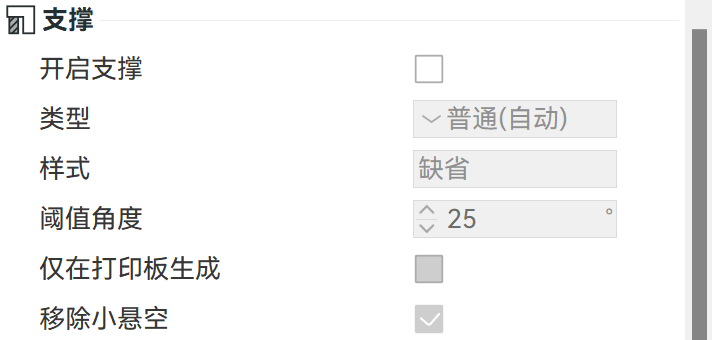 支撑
开启支撑
类型 普通(自动)
样式 缺省
阈值角度 25 °
仅在打印板生成
移除小悬空